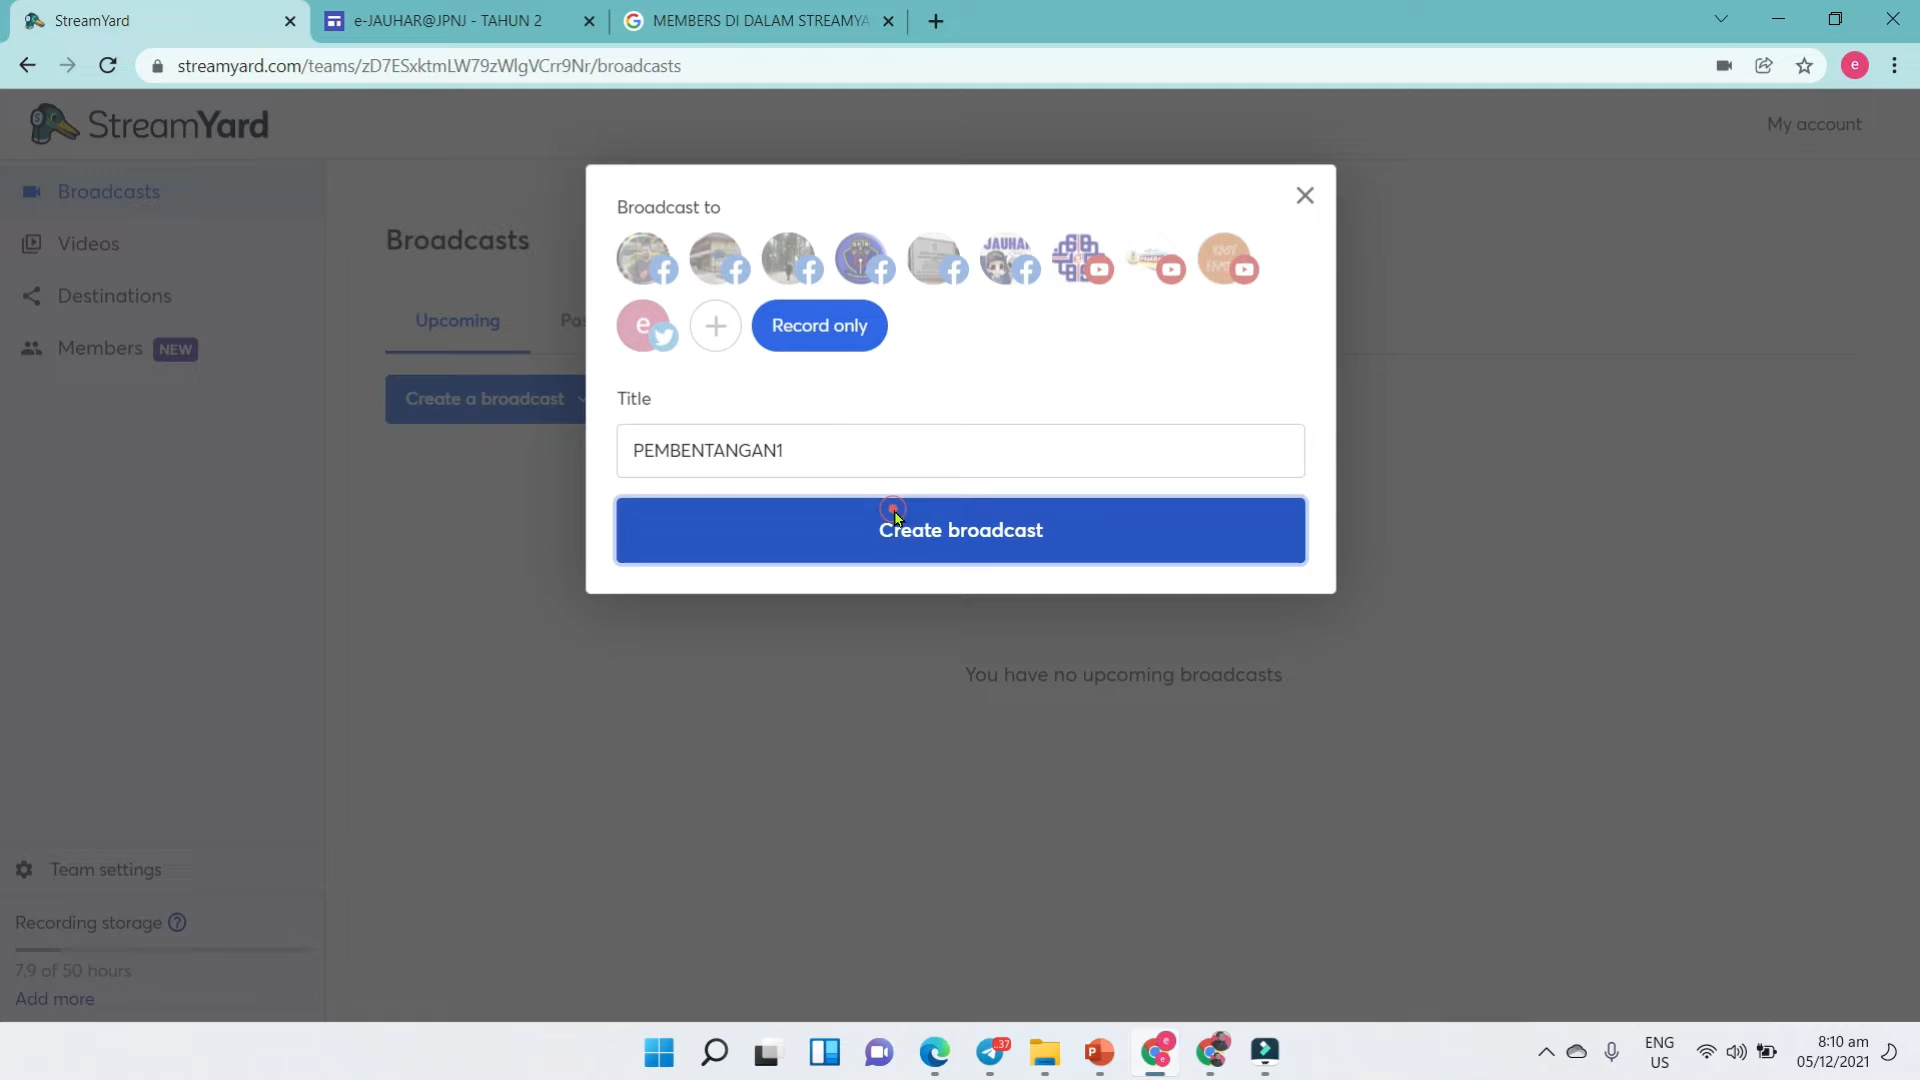 StreamYard
e-JAUHAR@JPNJ - TAHUN 2
MEMBERS DI DALAM STREAMYA
streamyard.com/teams/zD7ESxktmLW79zWlgVCrr9Nr/broadcasts
e
StreamYard
My account
Broadcasts
Videos
Destinations
Members NEW
Broadcasts
Upcoming
Pas
Create a broadcast
Broadcast to
JAUHAR
e
Record only
Title
PEMBENTANGAN1
Create broadcast
You have no upcoming broadcasts
Team settings
Recording storage
7.9 of 50 hours
Add more
37
ENG
US
8:10 am
05/12/2021